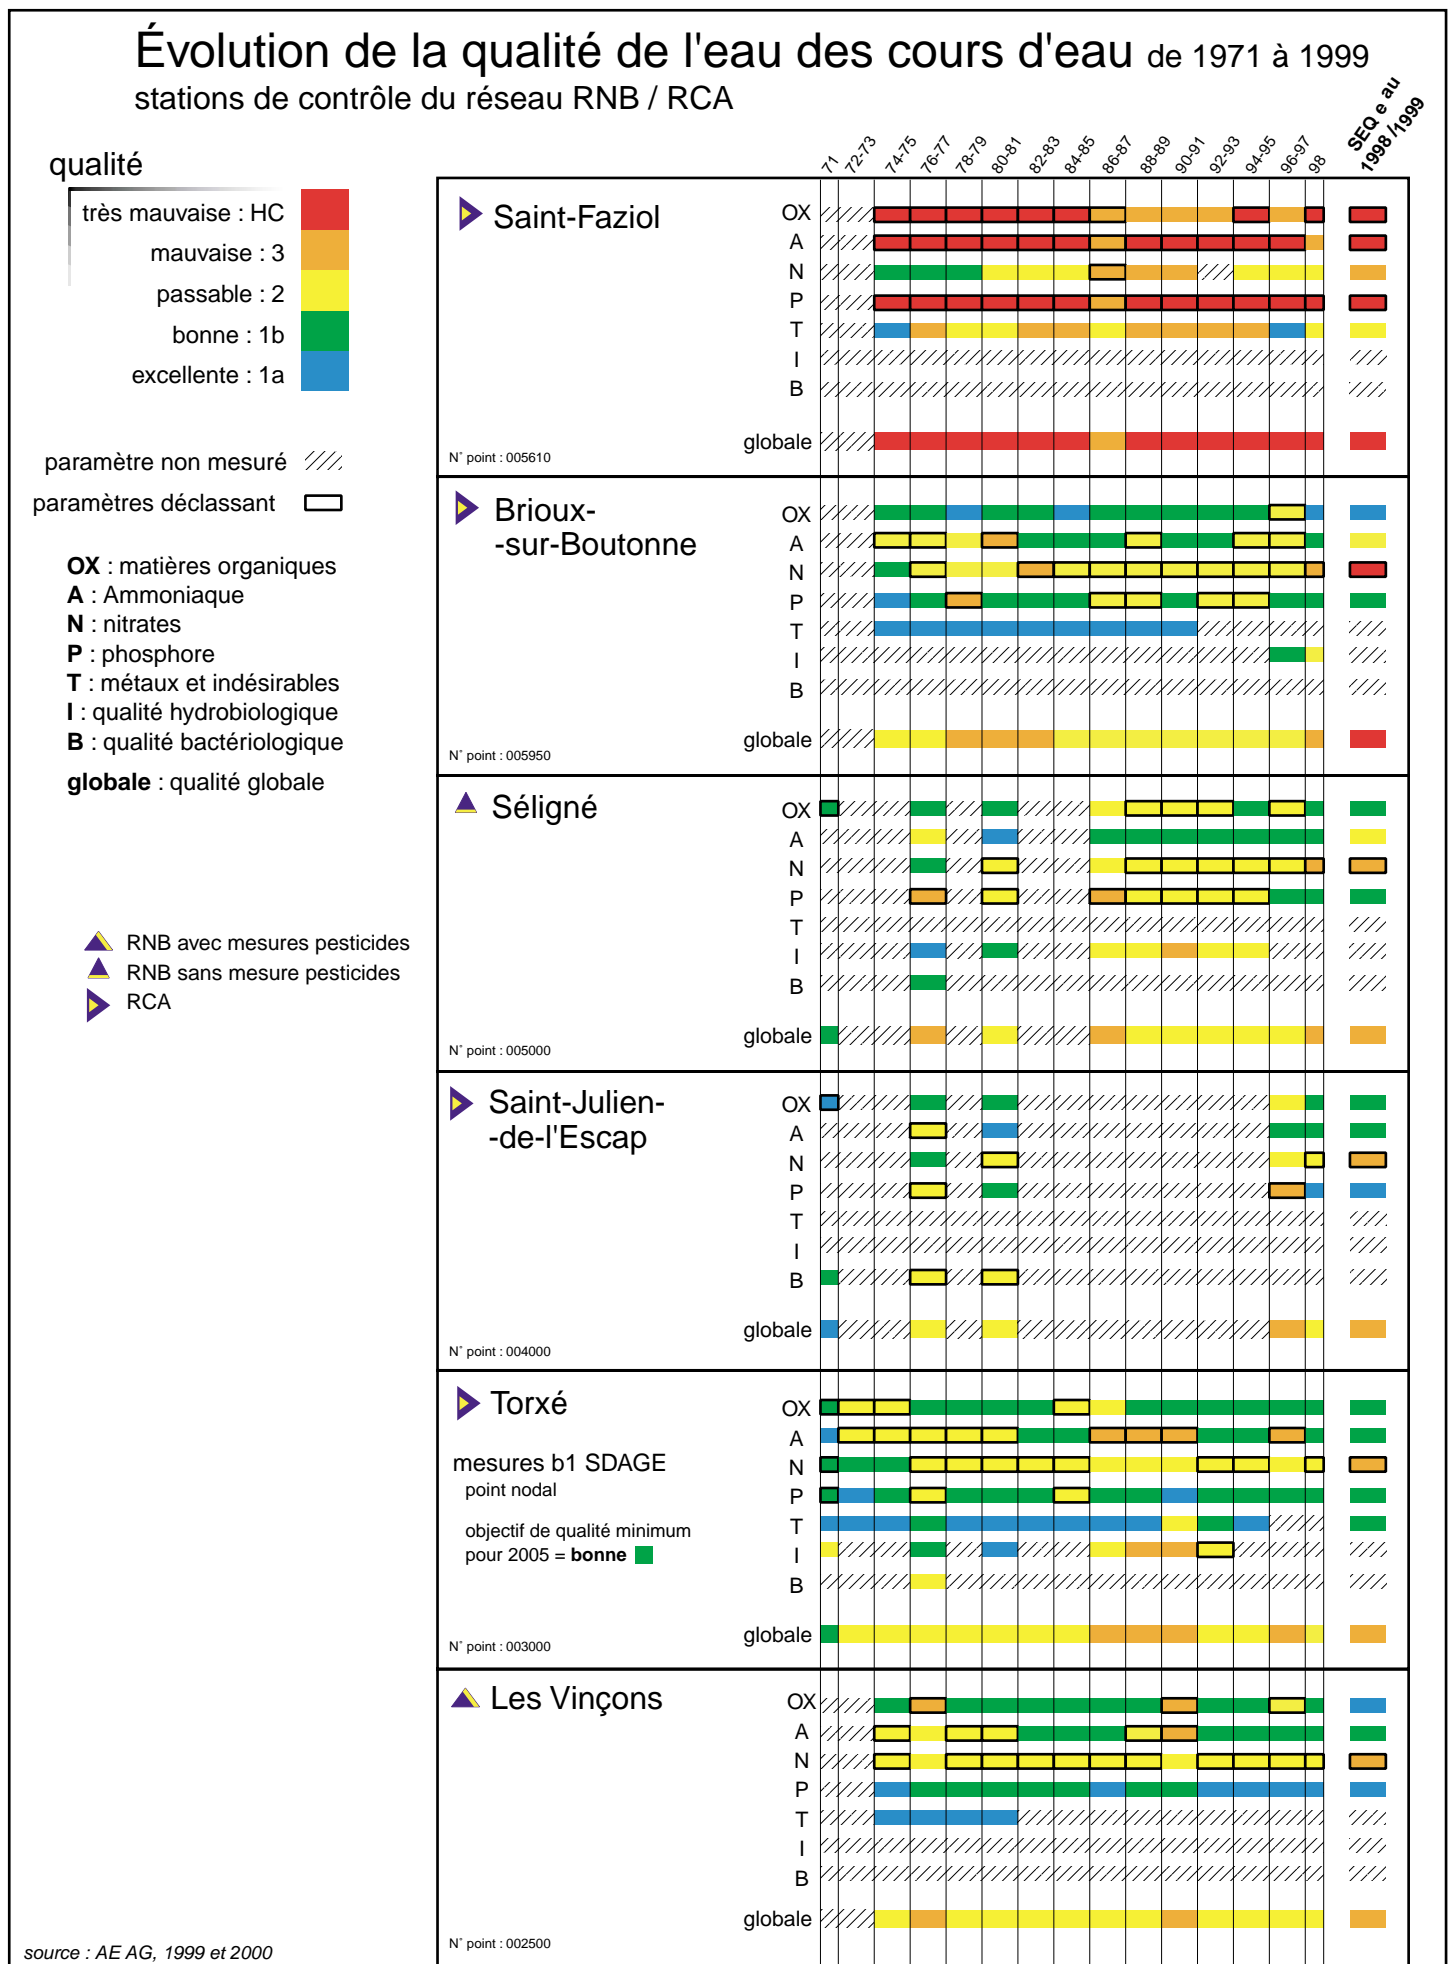 Évolution de la qualité de l'eau des cours d'eau de 1971 à 1999
stations de contrôle du réseau RNB / RCA
qualité
très mauvaise : HC
mauvaise : 3
passable : 2
bonne : 1b
excellente : 1a
paramètre non mesuré
paramètres déclassant
OX : matières organiques
A : Ammoniaque
N : nitrates
P : phosphore
T : métaux et indésirables
I : qualité hydrobiologique
B : qualité bactériologique
globale : qualité globale
RNB avec mesures pesticides
RNB sans mesure pesticides
RCA
71 72-73 74-75 76-77 78-79 80-81 82-83 84-85 86-87 88-89 90-91 92-93 94-95 96-97 98
SEQ e au
1998 /1999
Saint-Faziol
OX
A
N
P
T
I
B
globale
N° point : 005610
Brioux-
-sur-Boutonne
OX
A
N
P
T
I
B
globale
N° point : 005950
Séligné
OX
A
N
P
T
I
B
globale
N° point : 005000
Saint-Julien-
-de-l'Escap
OX
A
N
P
T
I
B
globale
N° point : 004000
Torxé
mesures b1 SDAGE
point nodal
objectif de qualité minimum
pour 2005 = bonne
OX
A
N
P
T
I
B
globale
N° point : 003000
Les Vinçons
OX
A
N
P
T
I
B
globale
N° point : 002500
source : AE AG, 1999 et 2000